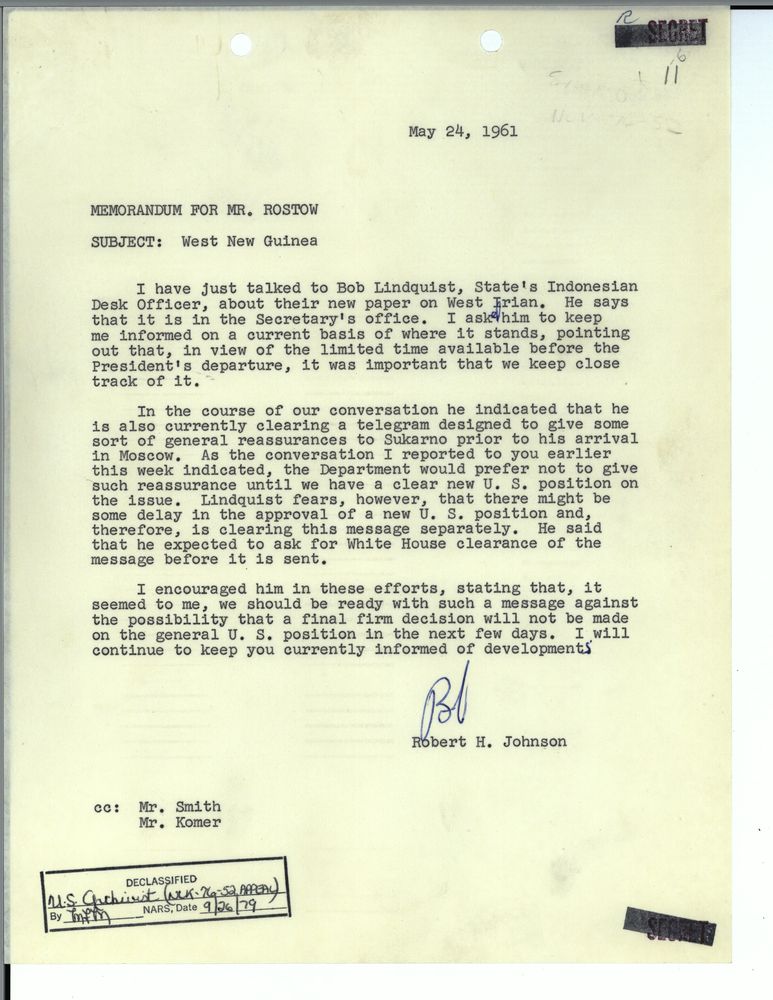 R
SECRET
6
11
May 24, 1961
MEMORANDUM FOR MR. ROSTOW
SUBJECT: West New Guinea
I have just talked to Bob Lindquist, State's Indonesian
Desk Officer, about their new paper on West Irian. He says
that it is in the Secretary's office. I asked him to keep
me informed on a current basis of where it stands, pointing
out that, in view of the limited time available before the
President's departure, it was important that we keep close
track of it.
In the course of our conversation he indicated that he
is also currently clearing a telegram designed to give some
sort of general reassurances to Sukarno prior to his arrival
in Moscow. As the conversation I reported to you earlier
this week indicated, the Department would prefer not to give
such reassurance until we have a clear new U. S. position on
the issue. Lindquist fears, however, that there might be
some delay in the approval of a new U. S. position and,
therefore, is clearing this message separately. He said
that he expected to ask for White House clearance of the
message before it is sent.
I encouraged him in these efforts, stating that, it
seemed to me, we should be ready with such a message against
the possibility that a final firm decision will not be made
on the general U. S. position in the next few days. I will
continue to keep you currently informed of developments
Bob
Robert H. Johnson
cc: Mr. Smith
Mr. Komer
DECLASSIFIED
U.S. Archivist (NLK-76-52 APPEAL)
By MFM NARS, Date 9/26/79
SECRET